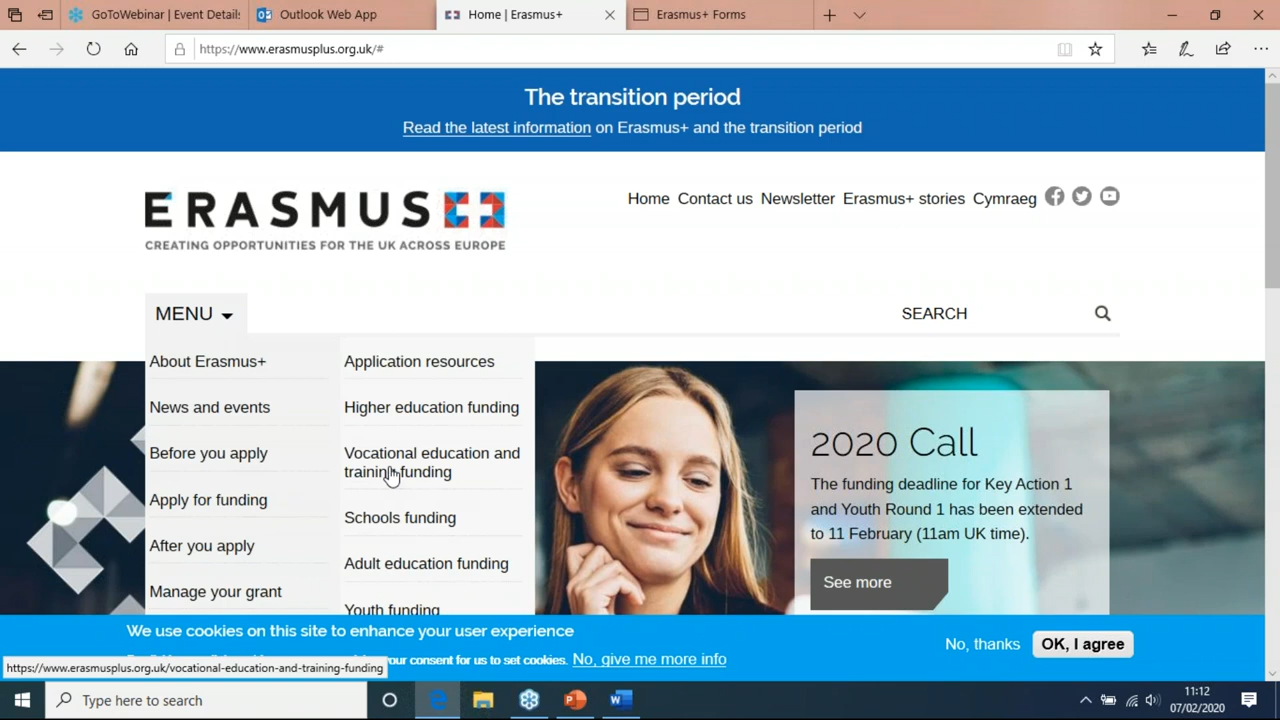 GoToWebinar | Event Details
Outlook Web App
Home | Erasmus+
Erasmus+ Forms
https://www.erasmusplus.org.uk/#
The transition period
Read the latest information on Erasmus+ and the transition period
ERASMUS
CREATING OPPORTUNITIES FOR THE UK ACROSS EUROPE
Home Contact us Newsletter Erasmus+ stories Cymraeg
MENU
SEARCH
About Erasmus+
News and events
Before you apply
Apply for funding
After you apply
Manage your grant
Application resources
Higher education funding
Vocational education and
training funding
Schools funding
Adult education funding
Youth funding
2020 Call
The funding deadline for Key Action 1
and Youth Round 1 has been extended
to 11 February (11am UK time).
See more
We use cookies on this site to enhance your user experience
your consent for us to set cookies. No, give me more info
No, thanks
OK, I agree
https://www.erasmusplus.org.uk/vocational-education-and-training-funding
Type here to search
11:12
07/02/2020